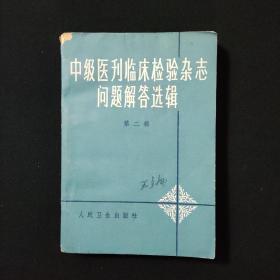 中级医刊临床检验杂志
问题解答选辑
第二辑
人民卫生出版社